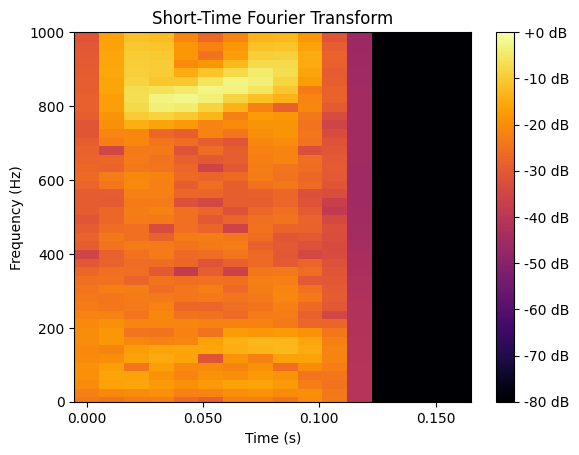 Short-Time Fourier Transform
1000
800
600
400
200
0
Frequency (Hz)
0.000
0.050
0.100
0.150
Time (s)
+0 dB
-10 dB
-20 dB
-30 dB
-40 dB
-50 dB
-60 dB
-70 dB
-80 dB